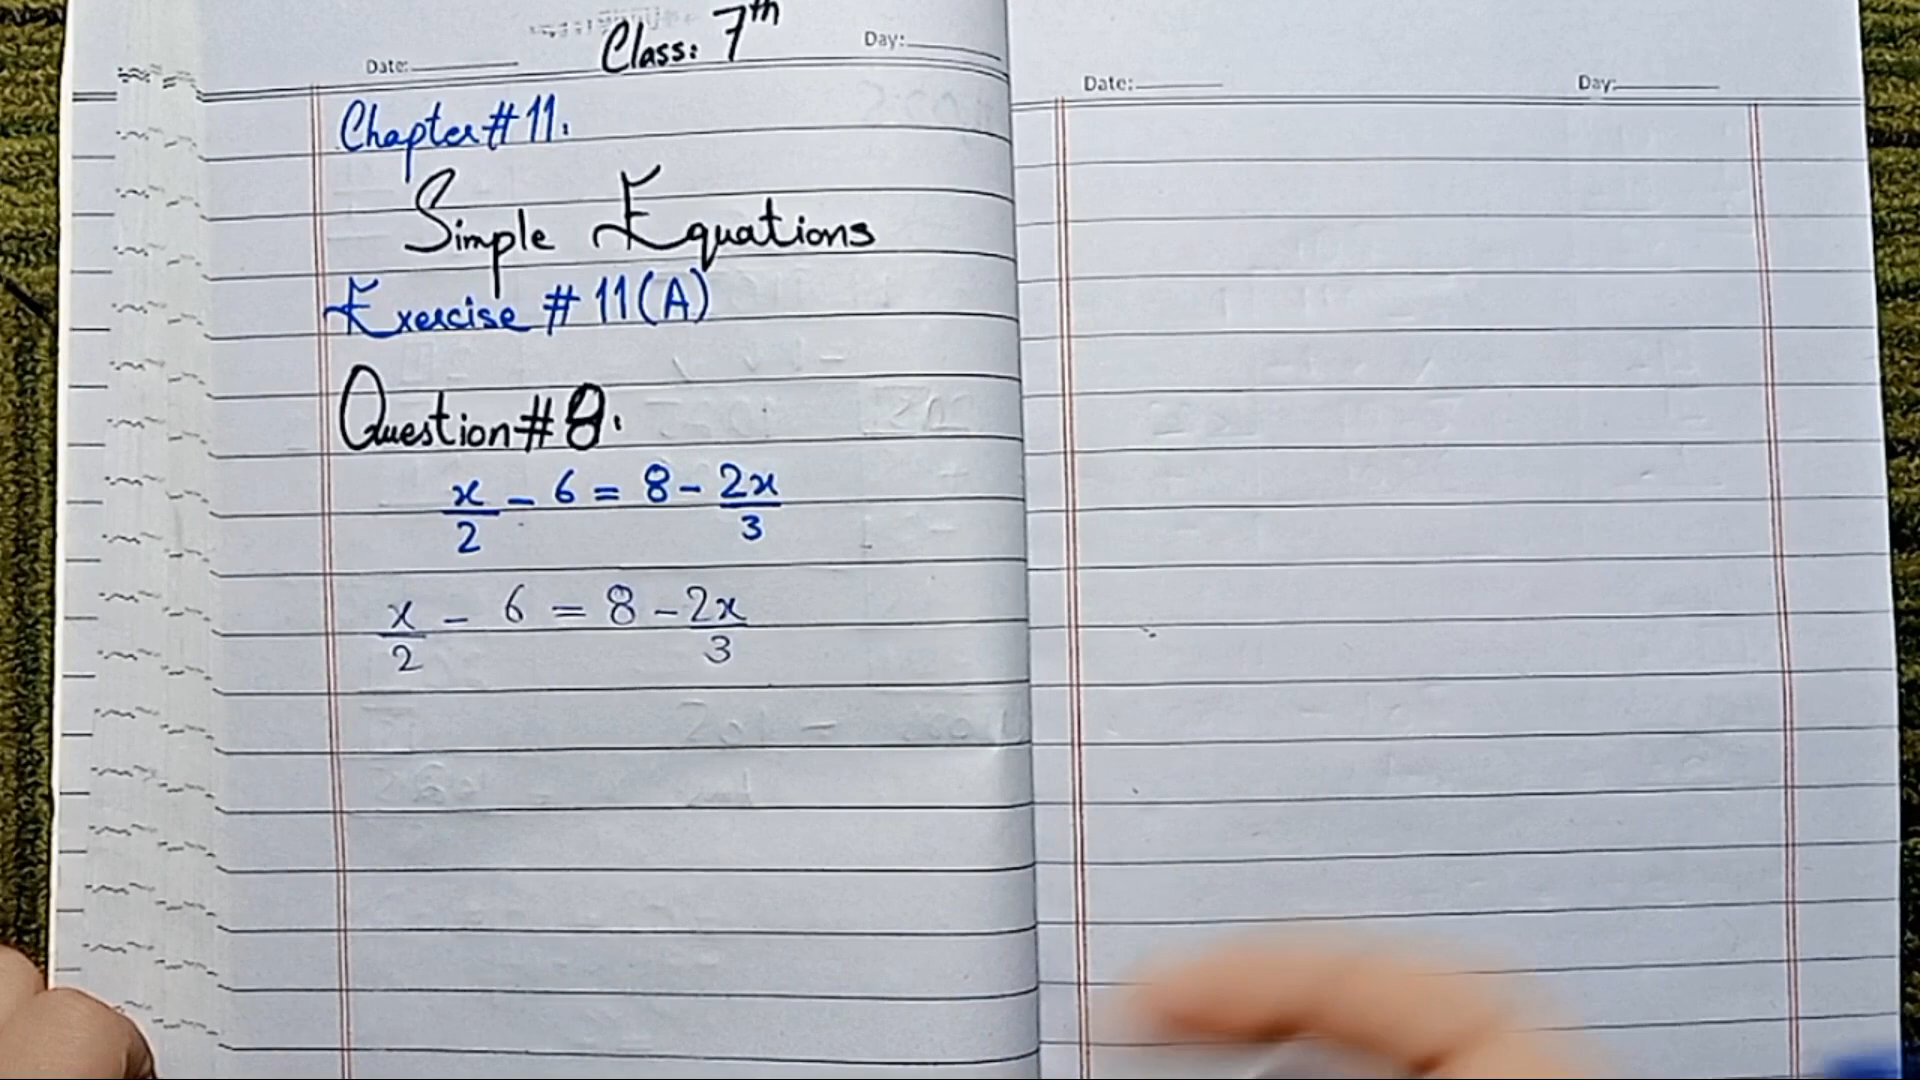 Class: 7th
Date: Day:
Chapter # 11.
Simple Equations
Exercise # 11(A)
Question # 8.
x/2 - 6 = 8 - 2x/3
x/2 - 6 = 8 - 2x/3
Date: Day: